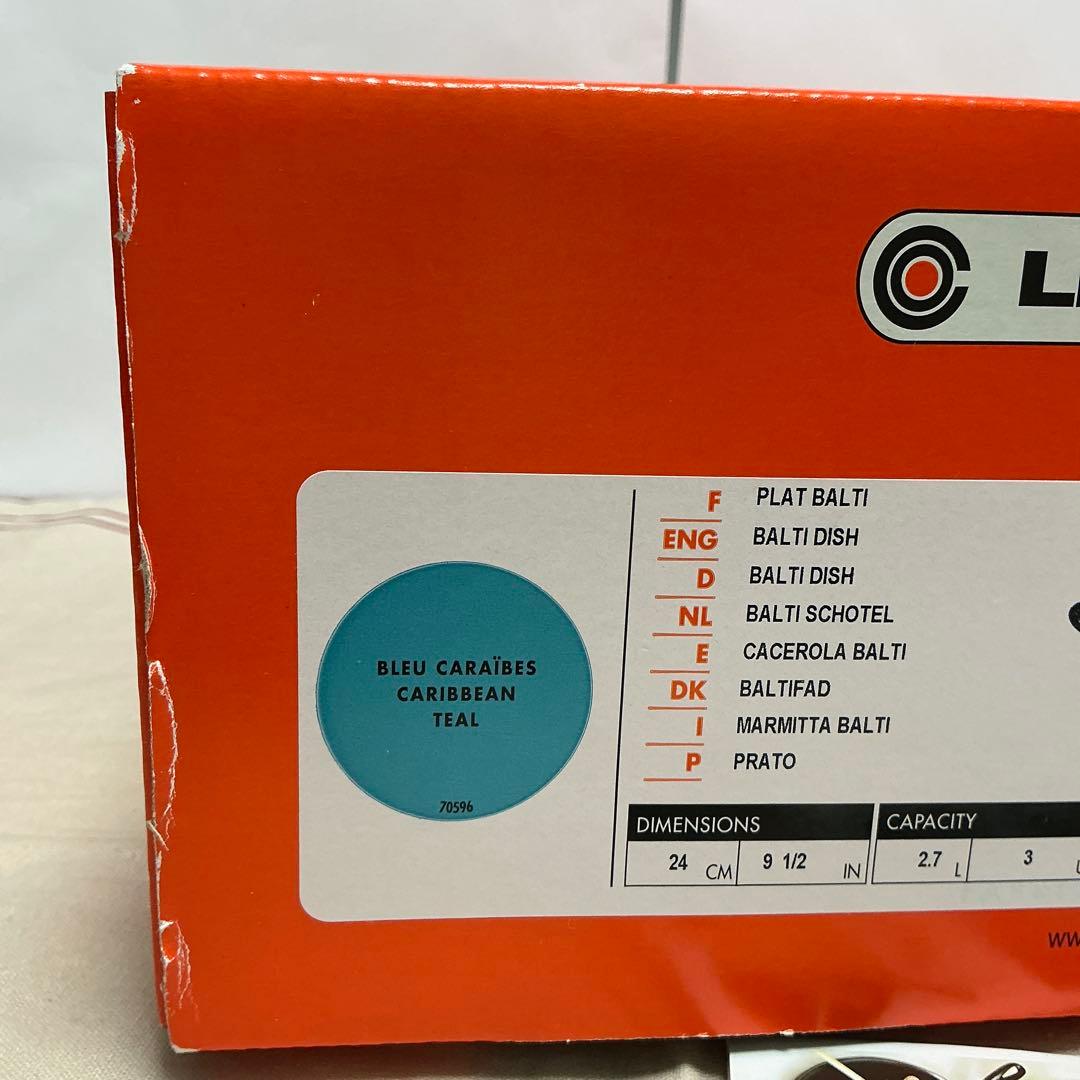 F PLAT BALTI
ENG BALTI DISH
D BALTI DISH
NL BALTI SCHOTEL
E CACEROLA BALTI
DK BALTIFAD
I MARMITTA BALTI
P PRATO
BLEU CARAÏBES
CARIBBEAN
TEAL
70596
DIMENSIONS CAPACITY
24 CM 9 1/2 IN 2.7 L 3